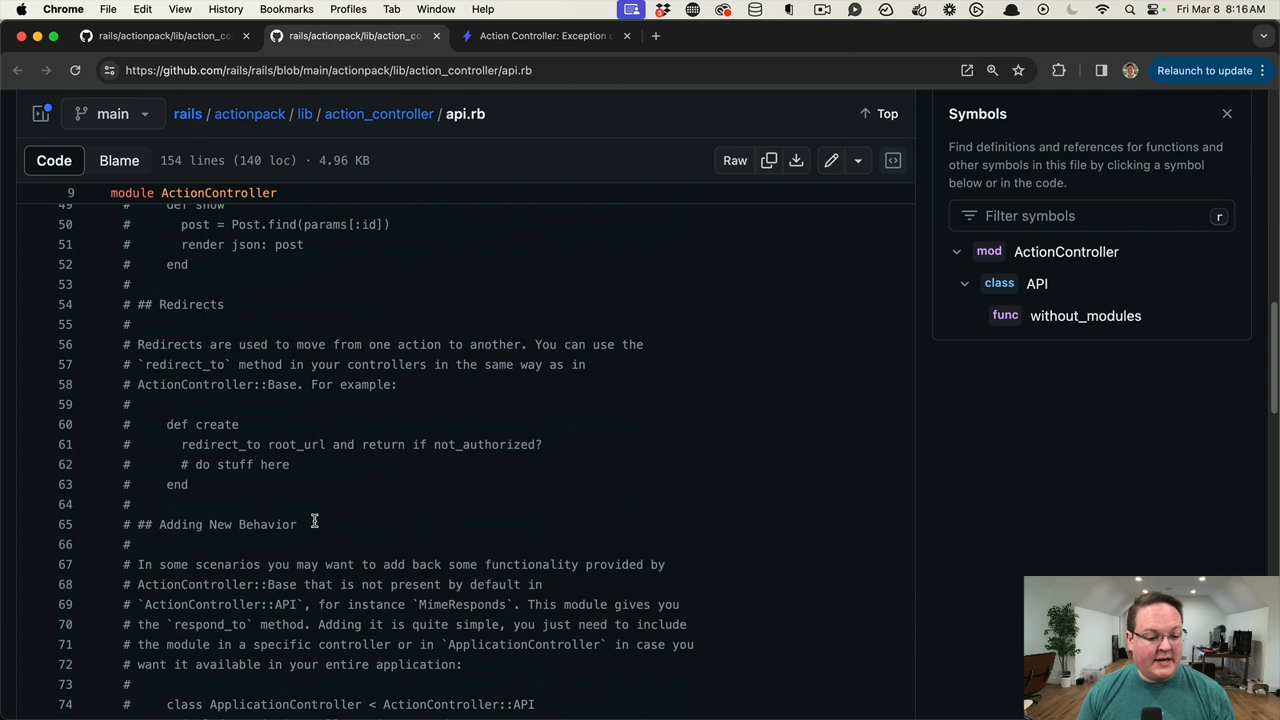 Chrome File Edit View History Bookmarks Profiles Tab Window Help Fri Mar 8 8:16 AM
rails/actionpack/lib/action_co rails/actionpack/lib/action_co Action Controller: Exception
https://github.com/rails/rails/blob/main/actionpack/lib/action_controller/api.rb Relaunch to update
main rails / actionpack / lib / action_controller / api.rb Top
Code Blame 154 lines (140 loc) · 4.96 KB Raw
9 module ActionController
49 # def show
50 # post = Post.find(params[:id])
51 # render json: post
52 # end
53 #
54 # ## Redirects
55 #
56 # Redirects are used to move from one action to another. You can use the
57 # `redirect_to` method in your controllers in the same way as in
58 # ActionController::Base. For example:
59 #
60 # def create
61 # redirect_to root_url and return if not_authorized?
62 # # do stuff here
63 # end
64 #
65 # ## Adding New Behavior
66 #
67 # In some scenarios you may want to add back some functionality provided by
68 # ActionController::Base that is not present by default in
69 # `ActionController::API`, for instance `MimeResponds`. This module gives you
70 # the `respond_to` method. Adding it is quite simple, you just need to include
71 # the module in a specific controller or in `ApplicationController` in case you
72 # want it available in your entire application:
73 #
74 # class ApplicationController < ActionController::API
Symbols
Find definitions and references for functions and
other symbols in this file by clicking a symbol
below or in the code.
Filter symbols r
mod ActionController
class API
func without_modules